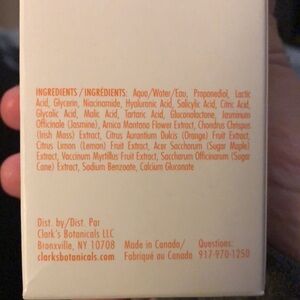 INGREDIENTS / INGRÉDIENTS: Aqua/Water/Eau, Propanediol, Lactic
Acid, Glycerin, Niacinamide, Hyaluronic Acid, Salicylic Acid, Citric Acid,
Glycolic Acid, Malic Acid, Tartaric Acid, Gluconolactone, Jasminum
Officinale (Jasmine), Arnica Montana Flower Extract, Chondrus Chrispus
(Irish Moss) Extract, Citrus Aurantium Dulcis (Orange) Fruit Extract,
Citrus Limon (Lemon) Fruit Extract, Acer Saccharum (Sugar Maple)
Extract, Vaccinum Myrtillus Fruit Extract, Saccharum Officinarum (Sugar
Cane) Extract, Sodium Benzoate, Calcium Gluconate
Dist. by/Dist. Par
Clark's Botanicals LLC
Bronxville, NY 10708 Made in Canada/ Questions:
clarksbotanicals.com Fabriqué au Canada 917-970-1250